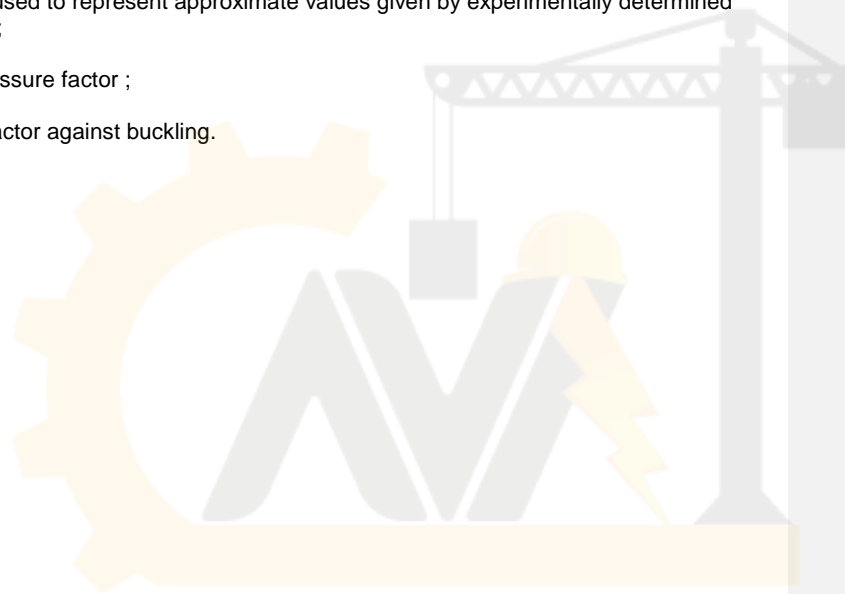 used to represent approximate values given by experimentally determined
;
ssure factor ;
actor against buckling.